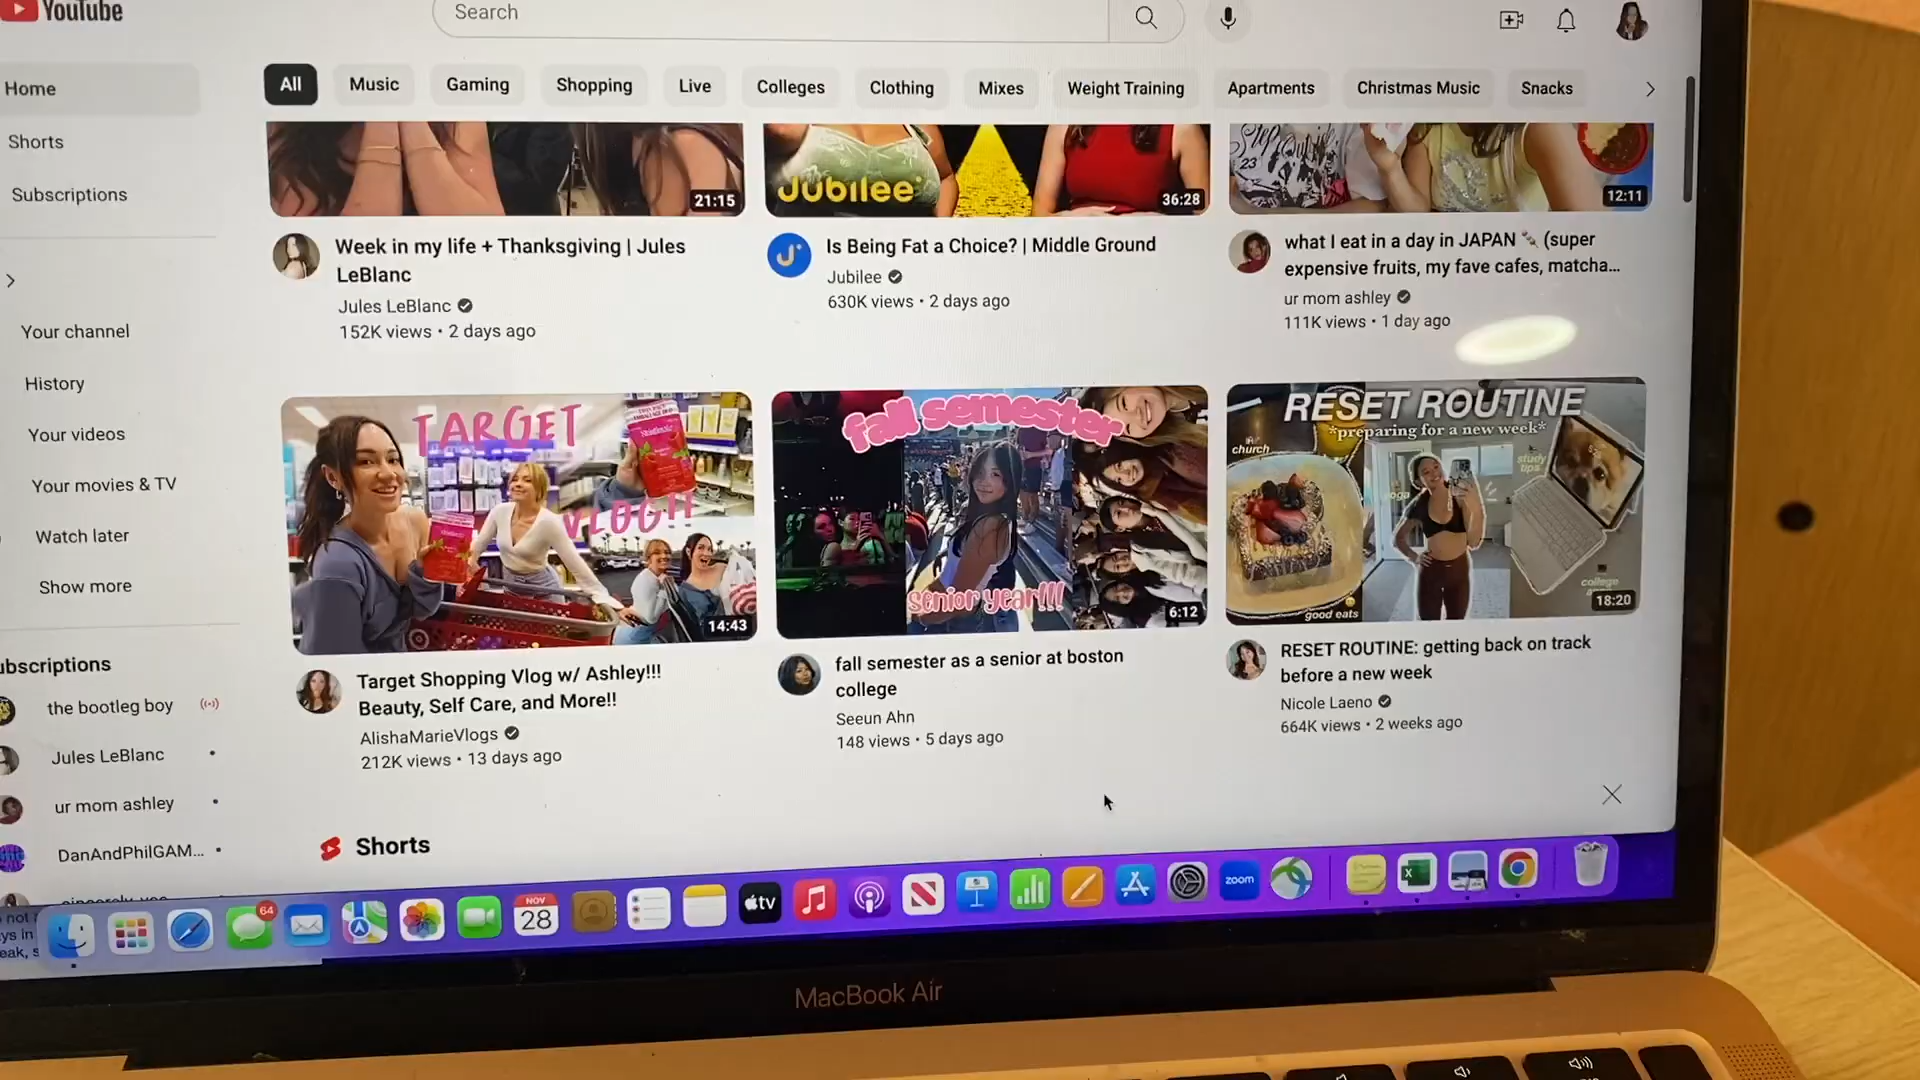 YouTube
Search
Home
Shorts
Subscriptions
Your channel
History
Your videos
Your movies & TV
Watch later
Show more
ubscriptions
the bootleg boy
Jules LeBlanc
ur mom ashley
DanAndPhilGAM...
All
Music
Gaming
Shopping
Live
Colleges
Clothing
Mixes
Weight Training
Apartments
Christmas Music
Snacks
21:15
Week in my life + Thanksgiving | Jules
LeBlanc
Jules LeBlanc
152K views • 2 days ago
Jubilee
36:28
Is Being Fat a Choice? | Middle Ground
Jubilee
630K views • 2 days ago
23
12:11
what I eat in a day in JAPAN 🍡 (super
expensive fruits, my fave cafes, matcha...
ur mom ashley
111K views • 1 day ago
TARGET
VLOG!!
14:43
Target Shopping Vlog w/ Ashley!!!
Beauty, Self Care, and More!!
AlishaMarieVlogs
212K views • 13 days ago
fall semester
senior year!!!
6:12
fall semester as a senior at boston
college
Seeun Ahn
148 views • 5 days ago
RESET ROUTINE
*preparing for a new week*
church
yoga
study
tips
college
good eats
18:20
RESET ROUTINE: getting back on track
before a new week
Nicole Laeno
664K views • 2 weeks ago
Shorts
64
NOV
28
tv
zoom
MacBook Air